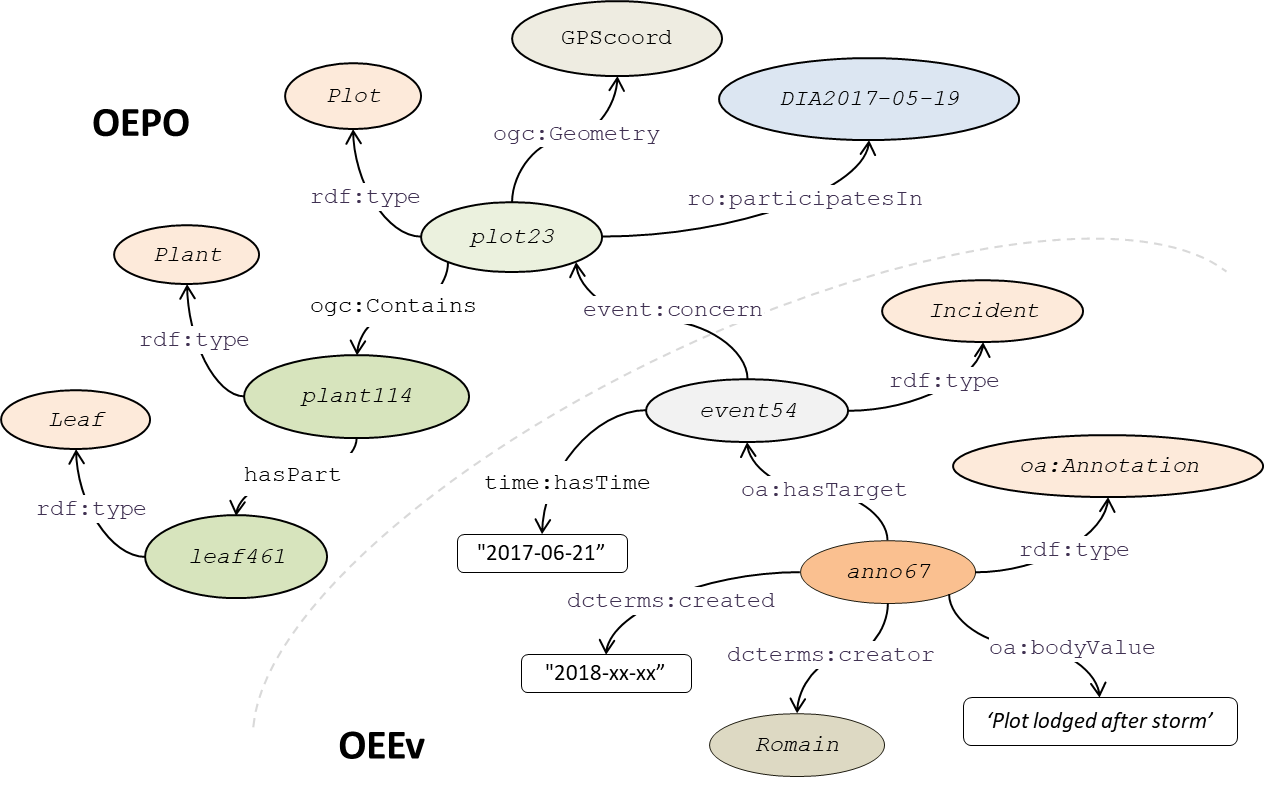 GPScoord
Plot
DIA2017-05-19
OEPO
ogc:Geometry
rdf:type
ro:participatesIn
plot23
Plant
ogc:Contains
event:concern
Incident
rdf:type
rdf:type
plant114
event54
Leaf
oa:Annotation
hasPart
time:hasTime
oa:hasTarget
rdf:type
"2017-06-21”
rdf:type
leaf461
anno67
dcterms:created
dcterms:creator
oa:bodyValue
"2018-xx-xx”
‘Plot lodged after storm’
OEEv
Romain